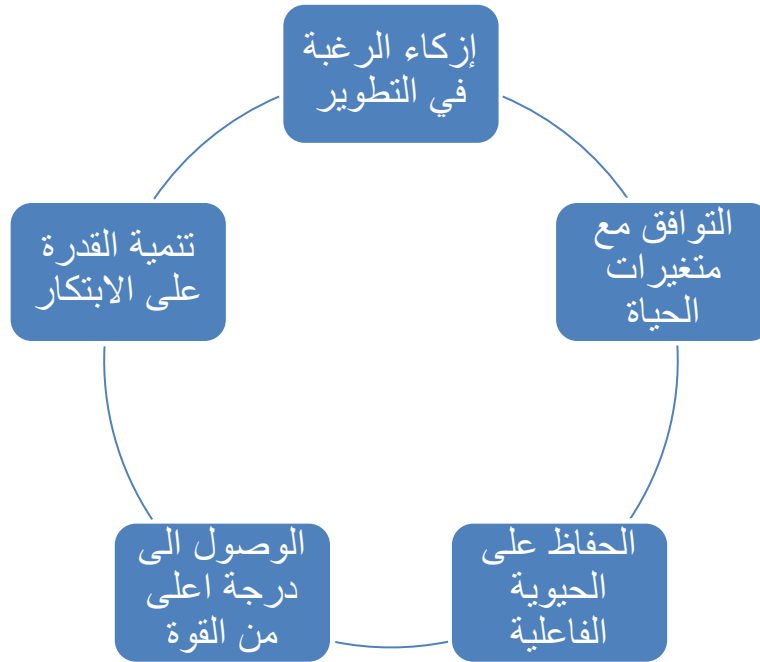 إزكاء الرغبة
في التطوير
التوافق مع
متغيرات
الحياة
الحفاظ على
الحيوية
الفاعلية
الوصول الى
درجة اعلى
من القوة
تنمية القدرة
على الابتكار